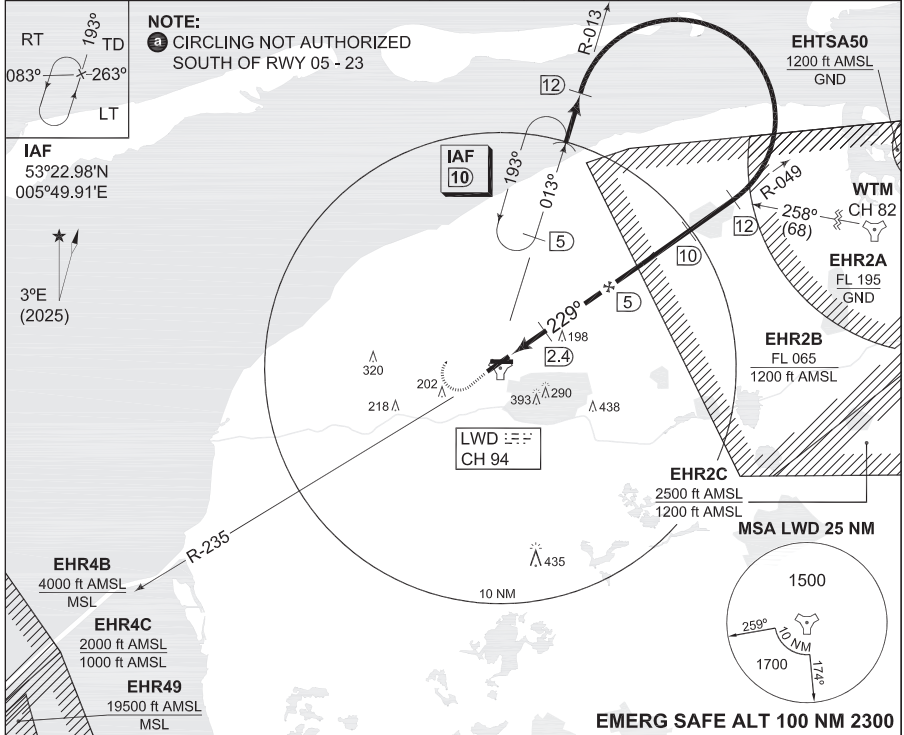 NOTE:
a CIRCLING NOT AUTHORIZED
SOUTH OF RWY 05 - 23
RT
193º
TD
083º
263º
LT
IAF
53º22.98'N
005º49.91'E
3ºE
(2025)
R-013
12
IAF
10
193º
013º
5
EHTSA50
1200 ft AMSL
GND
R-049
12
258º
(68)
WTM
CH 82
EHR2A
FL 195
GND
10
5
229º
2.4
198
EHR2B
FL 065
1200 ft AMSL
320
202
218
393
290
438
LWD
CH 94
EHR2C
2500 ft AMSL
1200 ft AMSL
R-235
435
10 NM
EHR4B
4000 ft AMSL
MSL
EHR4C
2000 ft AMSL
1000 ft AMSL
EHR49
19500 ft AMSL
MSL
MSA LWD 25 NM
1500
259º
10 NM
1700
174º
EMERG SAFE ALT 100 NM 2300